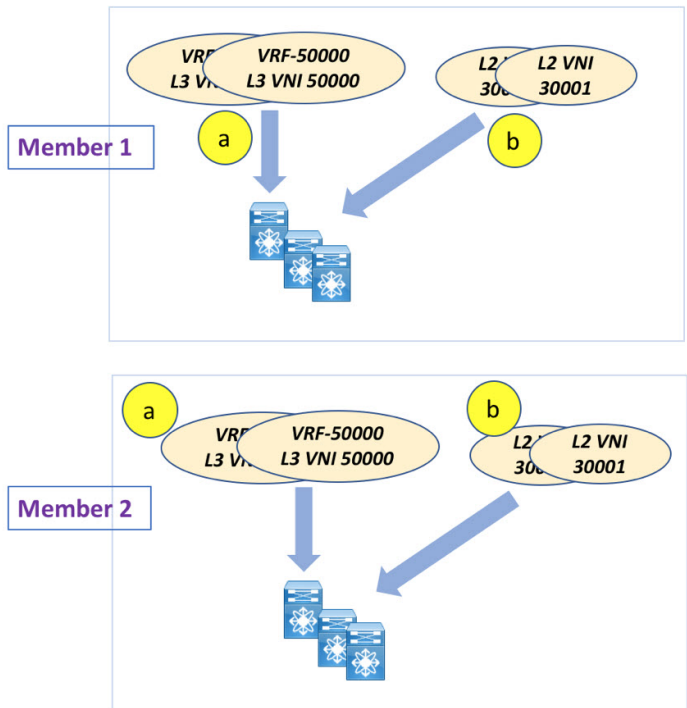 VRF-50000
L3 VNI 50000
L2 VNI
30001
a
b
Member 1
a
b
VRF-50000
L3 VNI 50000
L2 VNI
30001
Member 2